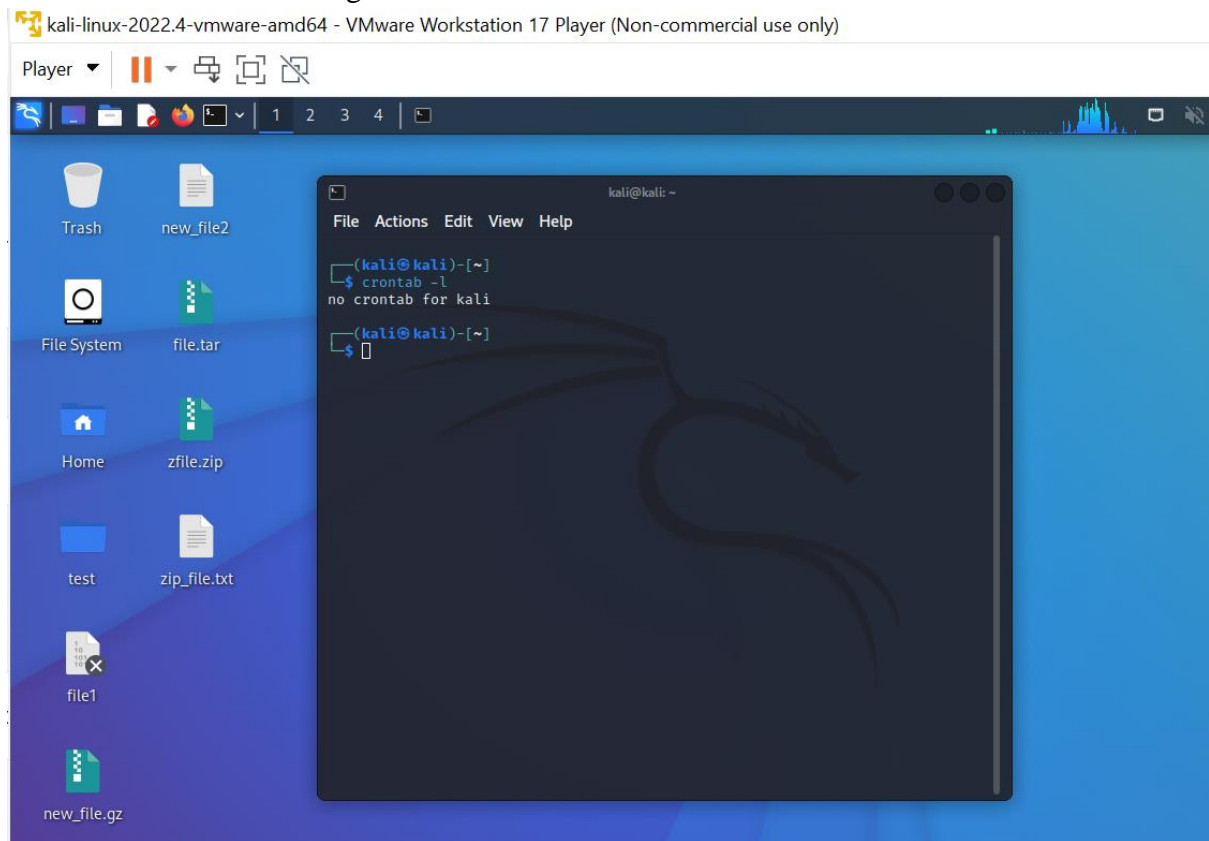 kali-linux-2022.4-vmware-amd64 - VMware Workstation 17 Player (Non-commercial use only)
Player
1 2 3 4
Trash
new_file2
File System
file.tar
Home
zfile.zip
test
zip_file.txt
file1
new_file.gz
kali@kali: ~
File Actions Edit View Help
(kali㉿kali)-[~]
$ crontab -l
no crontab for kali
(kali㉿kali)-[~]
$